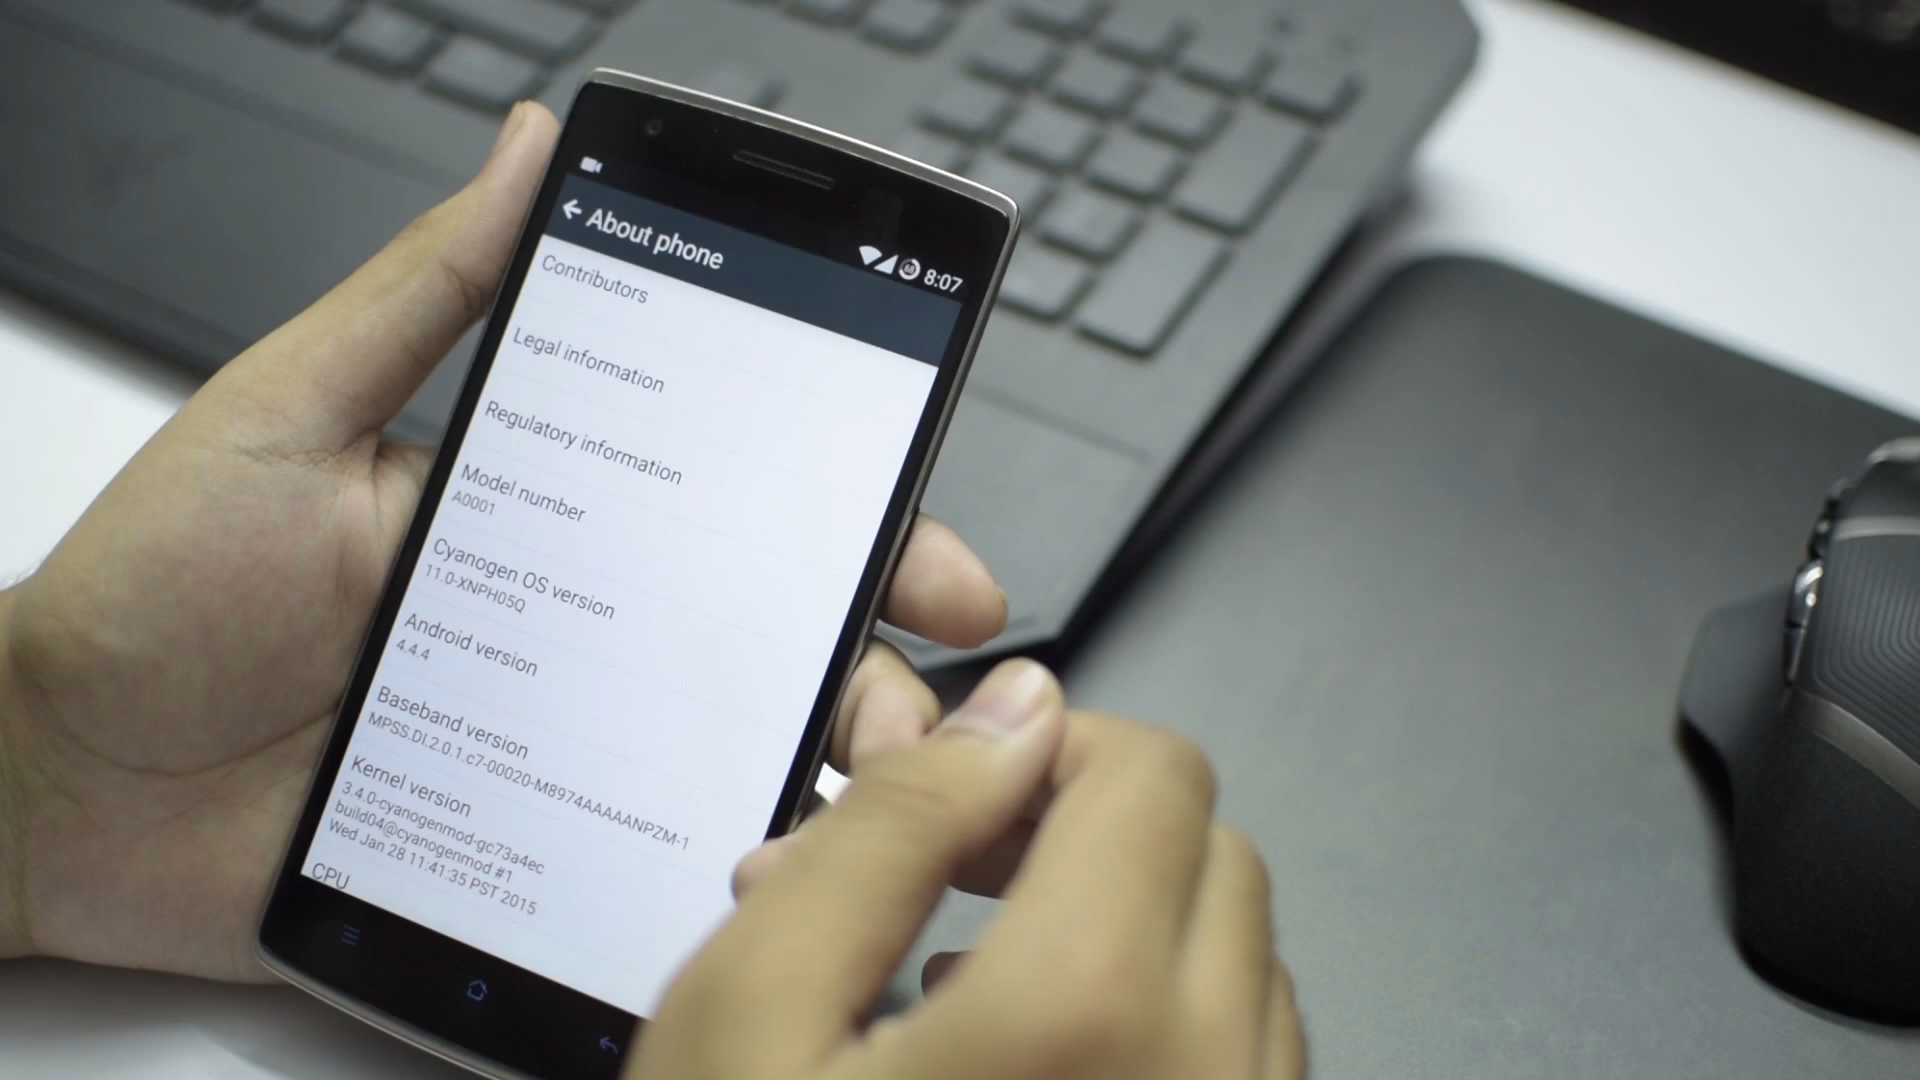 68 8:07
About phone
Contributors
Legal information
Regulatory information
Model number
A0001
Cyanogen OS version
11.0-XNPH05Q
Android version
4.4.4
Baseband version
MPSS.DI.2.0.1.c7-00020-M8974AAAAANPZM-1
Kernel version
3.4.0-cyanogenmod-gc73a4ec
build04@cyanogenmod #1
Wed Jan 28 11:41:35 PST 2015
CPU